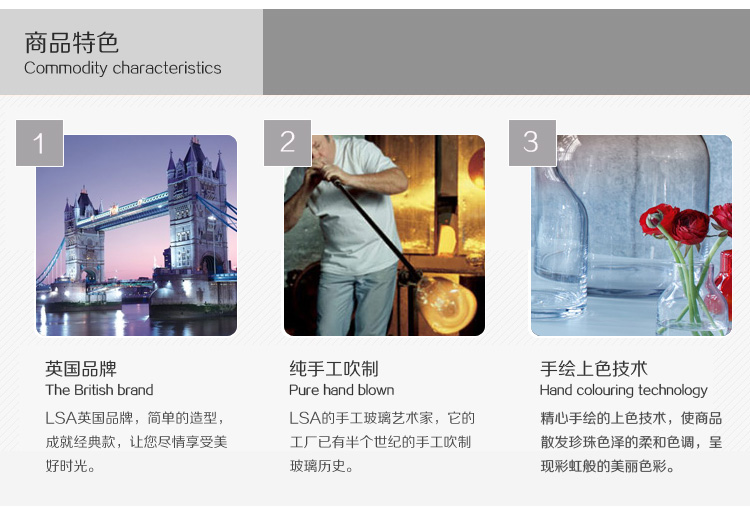 商品特色
Commodity characteristics
1
2
3
英国品牌
The British brand
LSA英国品牌，简单的造型，
成就经典款，让您尽情享受美
好时光。
纯手工吹制
Pure hand blown
LSA的手工玻璃艺术家，它的
工厂已有半个世纪的手工吹制
玻璃历史。
手绘上色技术
Hand colouring technology
精心手绘的上色技术，使商品
散发珍珠色泽的柔和色调，呈
现彩虹般的美丽色彩。